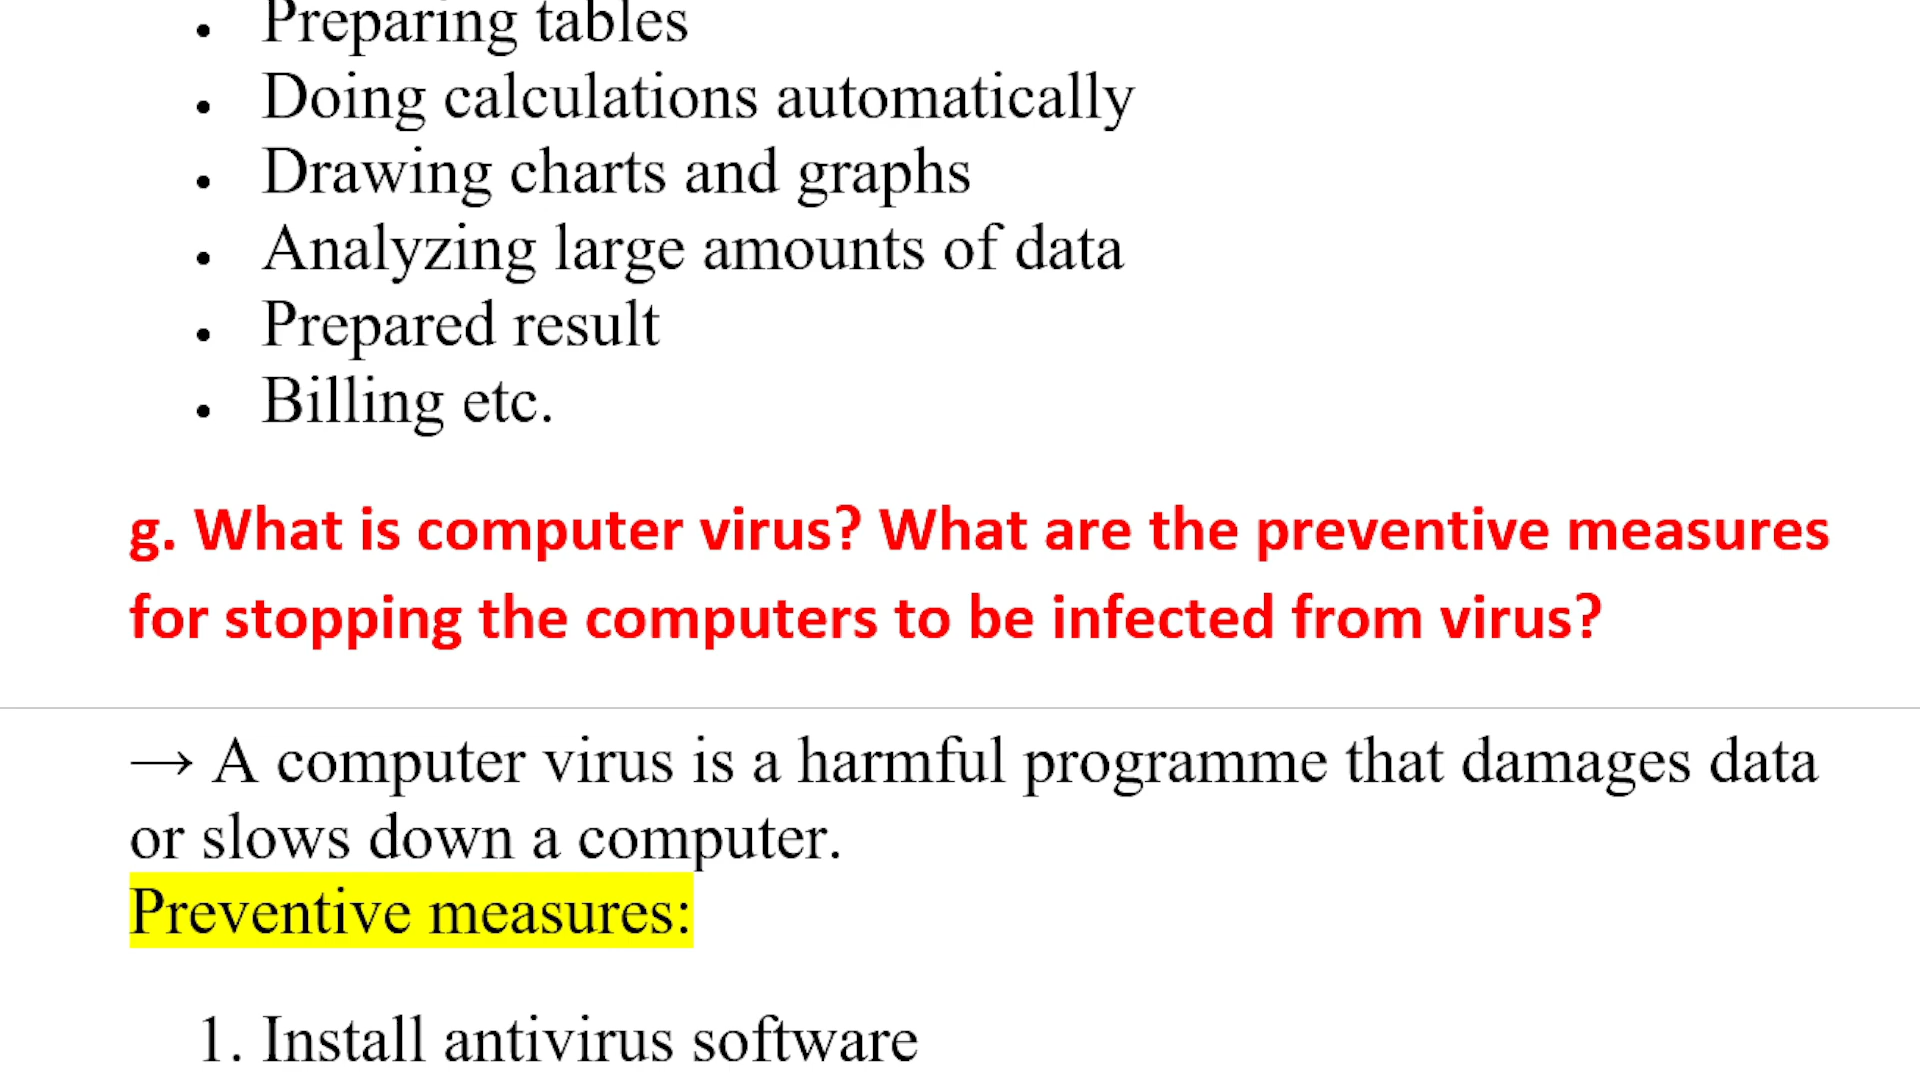 • Preparing tables
• Doing calculations automatically
• Drawing charts and graphs
• Analyzing large amounts of data
• Prepared result
• Billing etc.
g. What is computer virus? What are the preventive measures
for stopping the computers to be infected from virus?
→ A computer virus is a harmful programme that damages data
or slows down a computer.
Preventive measures:
1. Install antivirus software